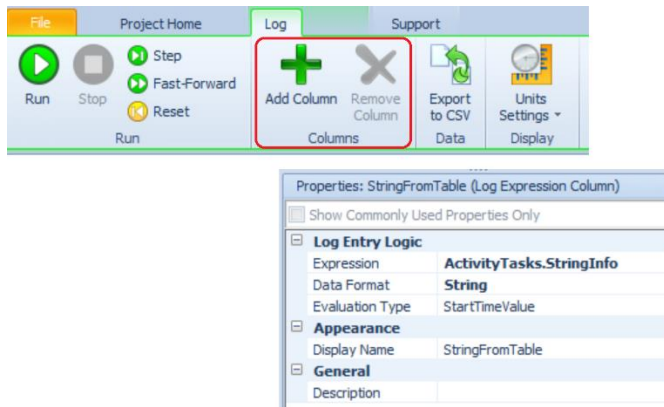 File Project Home Log Support
Run
Stop
Step
Fast-Forward
Reset
Run
Add Column
Remove
Column
Columns
Export
to CSV
Data
Units
Settings
Display
Properties: StringFromTable (Log Expression Column)
Show Commonly Used Properties Only
Log Entry Logic
Expression ActivityTasks.StringInfo
Data Format String
Evaluation Type StartTimeValue
Appearance
Display Name StringFromTable
General
Description